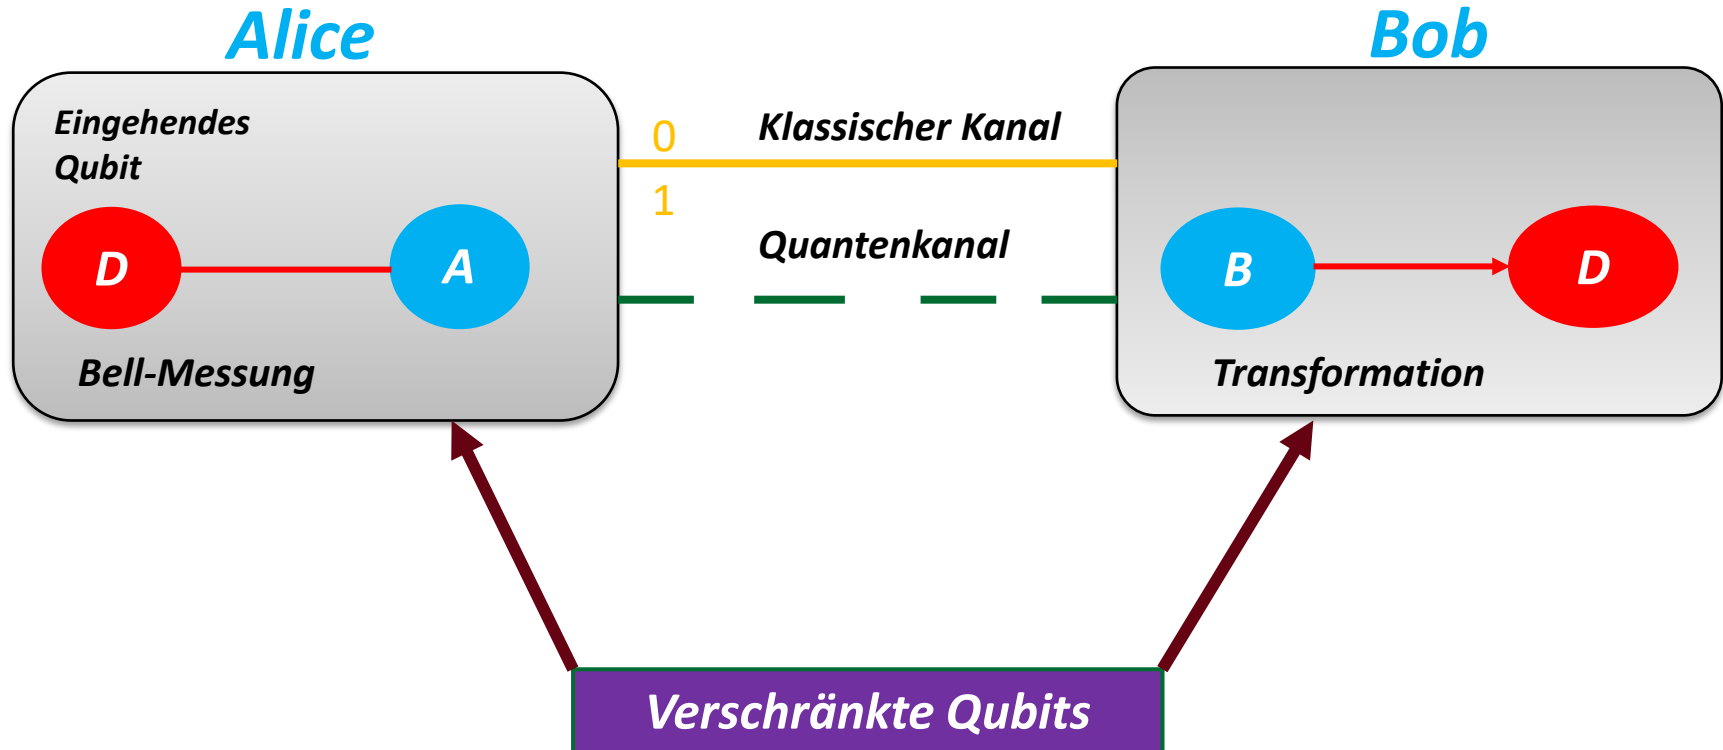 Alice
Bob
Eingehendes
Qubit
0
Klassischer Kanal
1
Quantenkanal
D
A
B
D
Bell-Messung
Transformation
Verschränkte Qubits